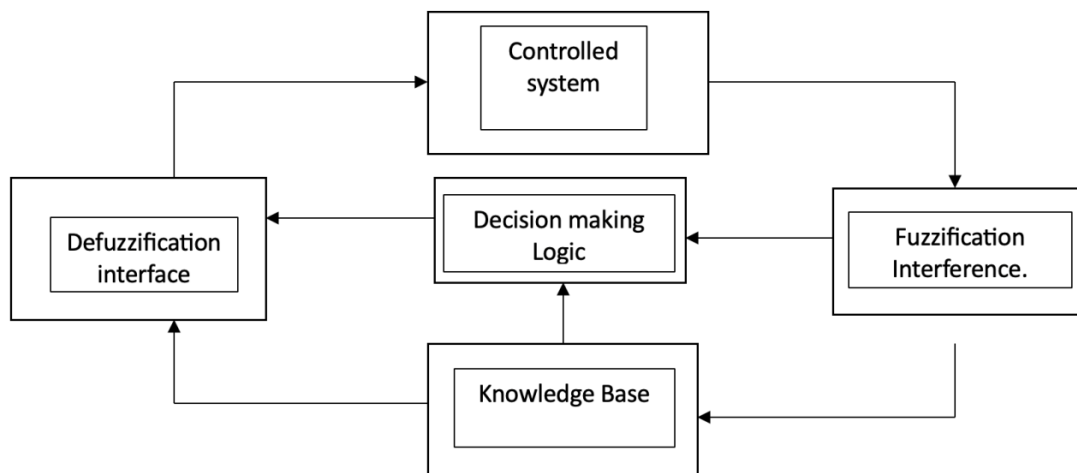 Controlled
system
Defuzzification
interface
Decision making
Logic
Fuzzification
Interference.
Knowledge Base